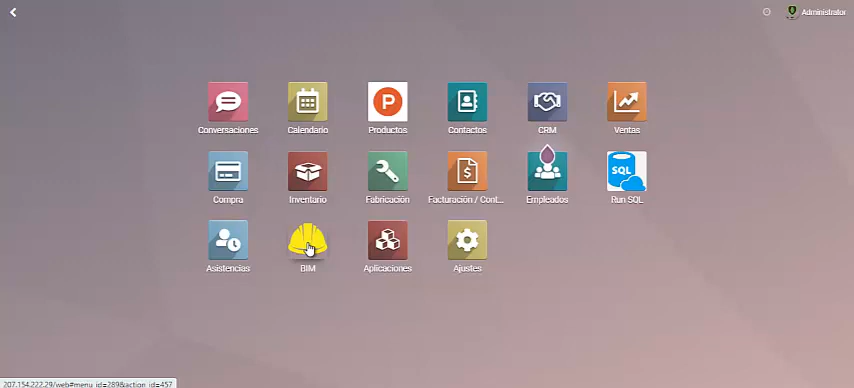 Administrator
P
Conversaciones Calendario Productos Contactos CRM Ventas
$ SQL
Compra Inventario Fabricación Facturación / Cont... Empleados Run SQL
Asistencias BIM Aplicaciones Ajustes
207.154.222.29/web#menu_id=289&action_id=457